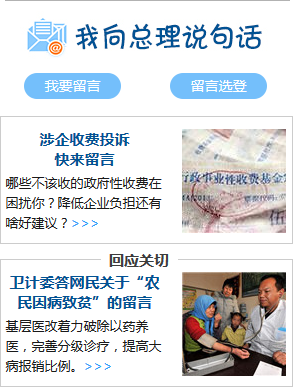 我向总理说句话
我要留言
留言选登
涉企收费投诉
快来留言
哪些不该收的政府性收费在
困扰你？降低企业负担还有
啥好建议？>>>
行政事业性收费基金
伍
回应关切
卫计委答网民关于“农
民因病致贫”的留言
基层医改着力破除以药养
医，完善分级诊疗，提高大
病报销比例。>>>